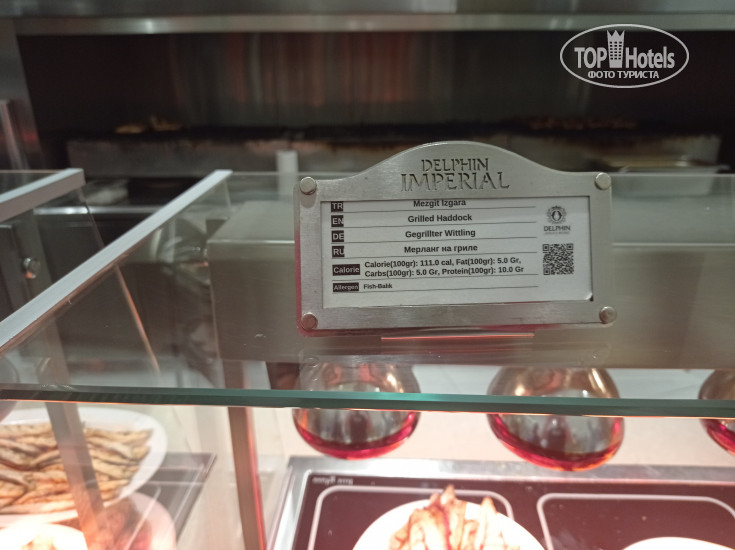 TOP Hotels
ФОТО ТУРИСТА
DELPHIN
IMPERIAL
TR Mezgit Izgara
EN Grilled Haddock
DE Gegrillter Wittling
RU Мерланг на гриле
Calorie Calorie(100gr): 111.0 cal, Fat(100gr): 5.0 Gr,
Carbs(100gr): 5.0 Gr, Protein(100gr): 10.0 Gr
Allergen Fish-Balık
DELPHIN